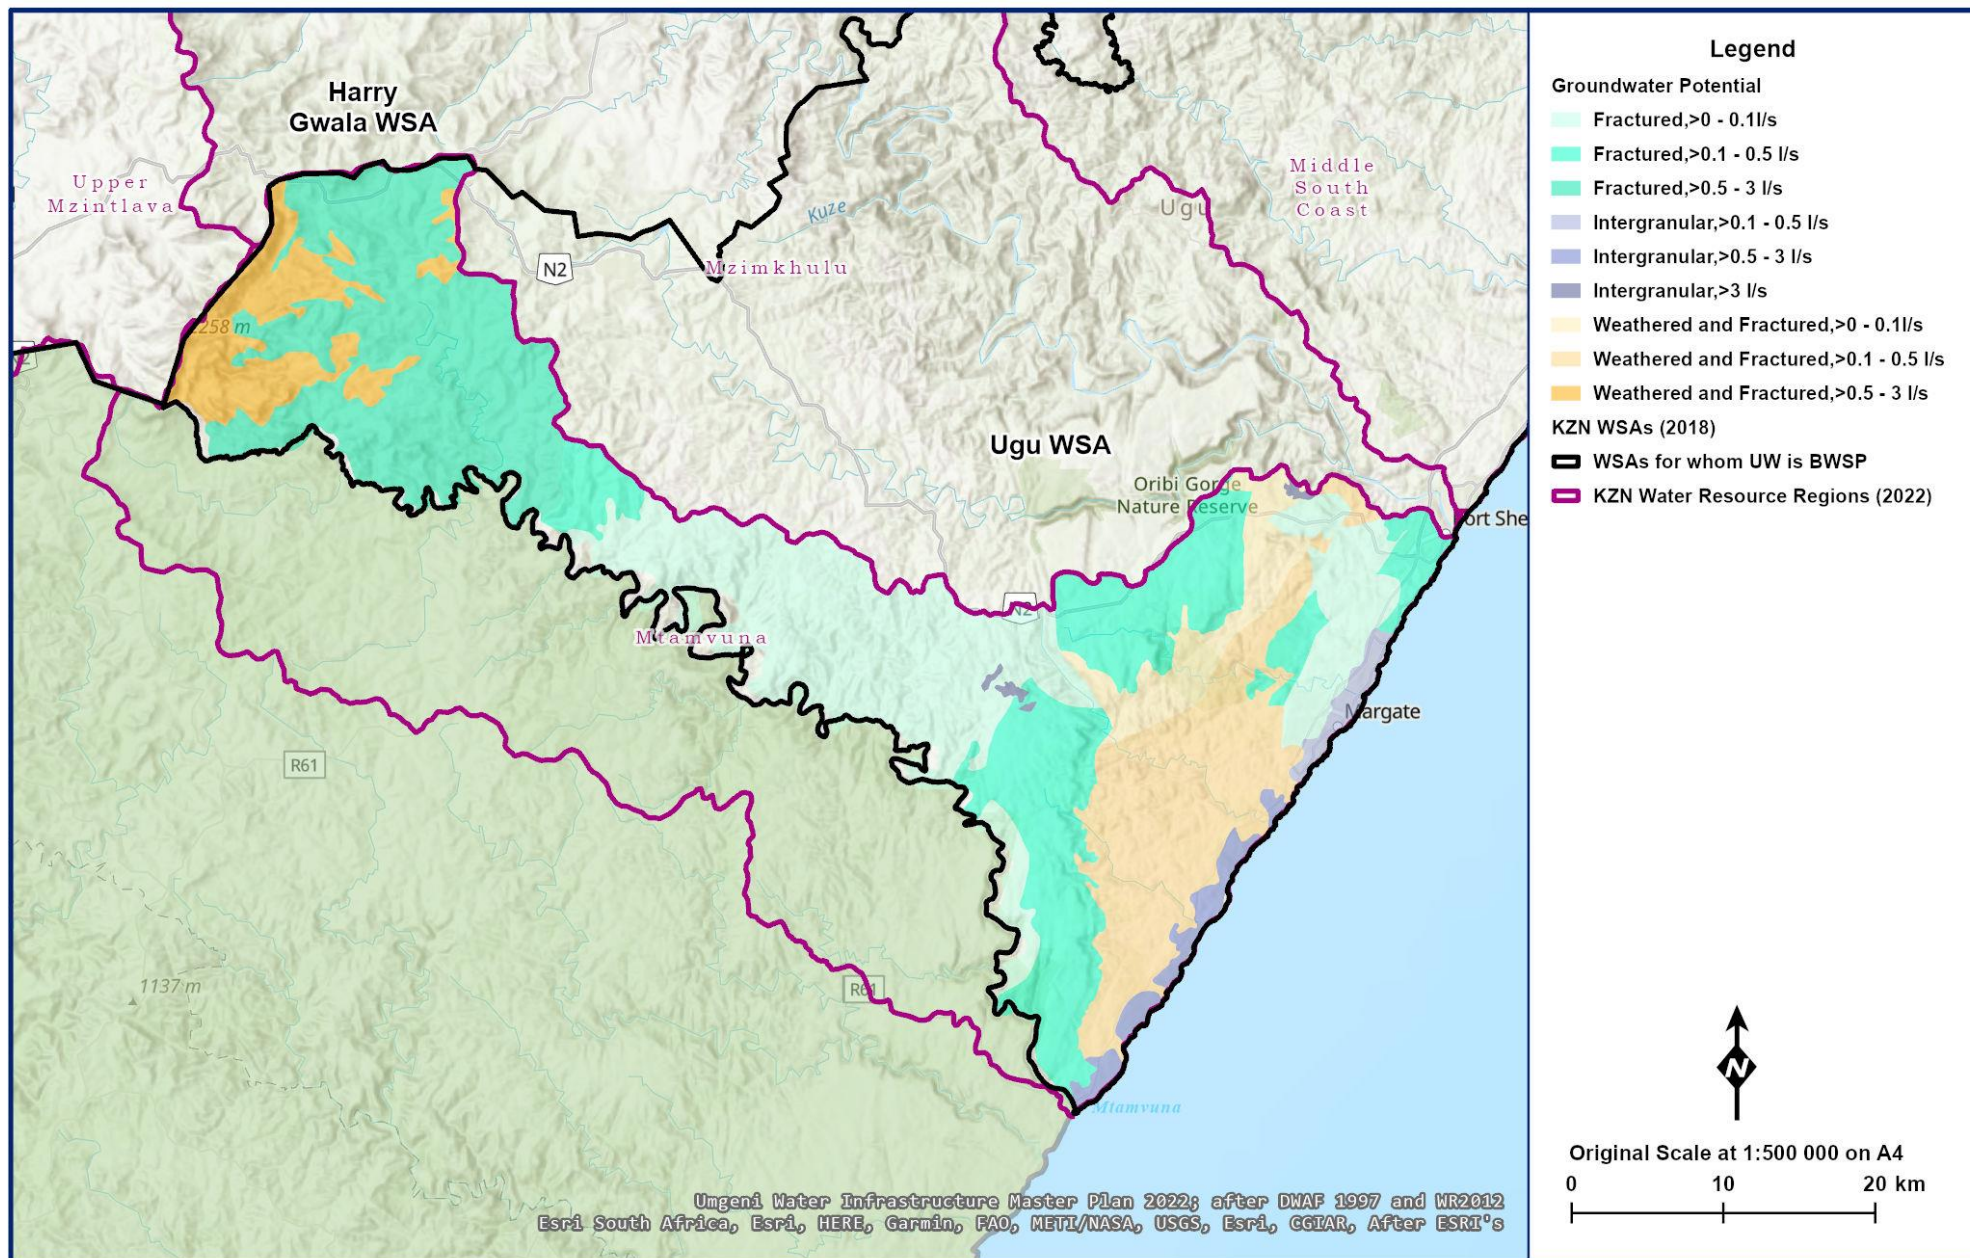 Harry
Gwala WSA
Upper
Mzintlava
Middle
South
Coast
Ugu
Kuze
N2
Mzimkhulu
258 m
Ugu WSA
Oribi Gorge
Nature Reserve
ort She
N2
Mtamvuna
Margate
R61
1137 m
R61
Mtamvuna
Umgeni Water Infrastructure Master Plan 2022; after DWAF 1997 and WR2012
Esri South Africa, Esri, HERE, Garmin, FAO, METI/NASA, USGS, Esri, CGIAR, After ESRI's
Legend
Groundwater Potential
Fractured,>0 - 0.1l/s
Fractured,>0.1 - 0.5 l/s
Fractured,>0.5 - 3 l/s
Intergranular,>0.1 - 0.5 l/s
Intergranular,>0.5 - 3 l/s
Intergranular,>3 l/s
Weathered and Fractured,>0 - 0.1l/s
Weathered and Fractured,>0.1 - 0.5 l/s
Weathered and Fractured,>0.5 - 3 l/s
KZN WSAs (2018)
WSAs for whom UW is BWSP
KZN Water Resource Regions (2022)
N
Original Scale at 1:500 000 on A4
0 10 20 km